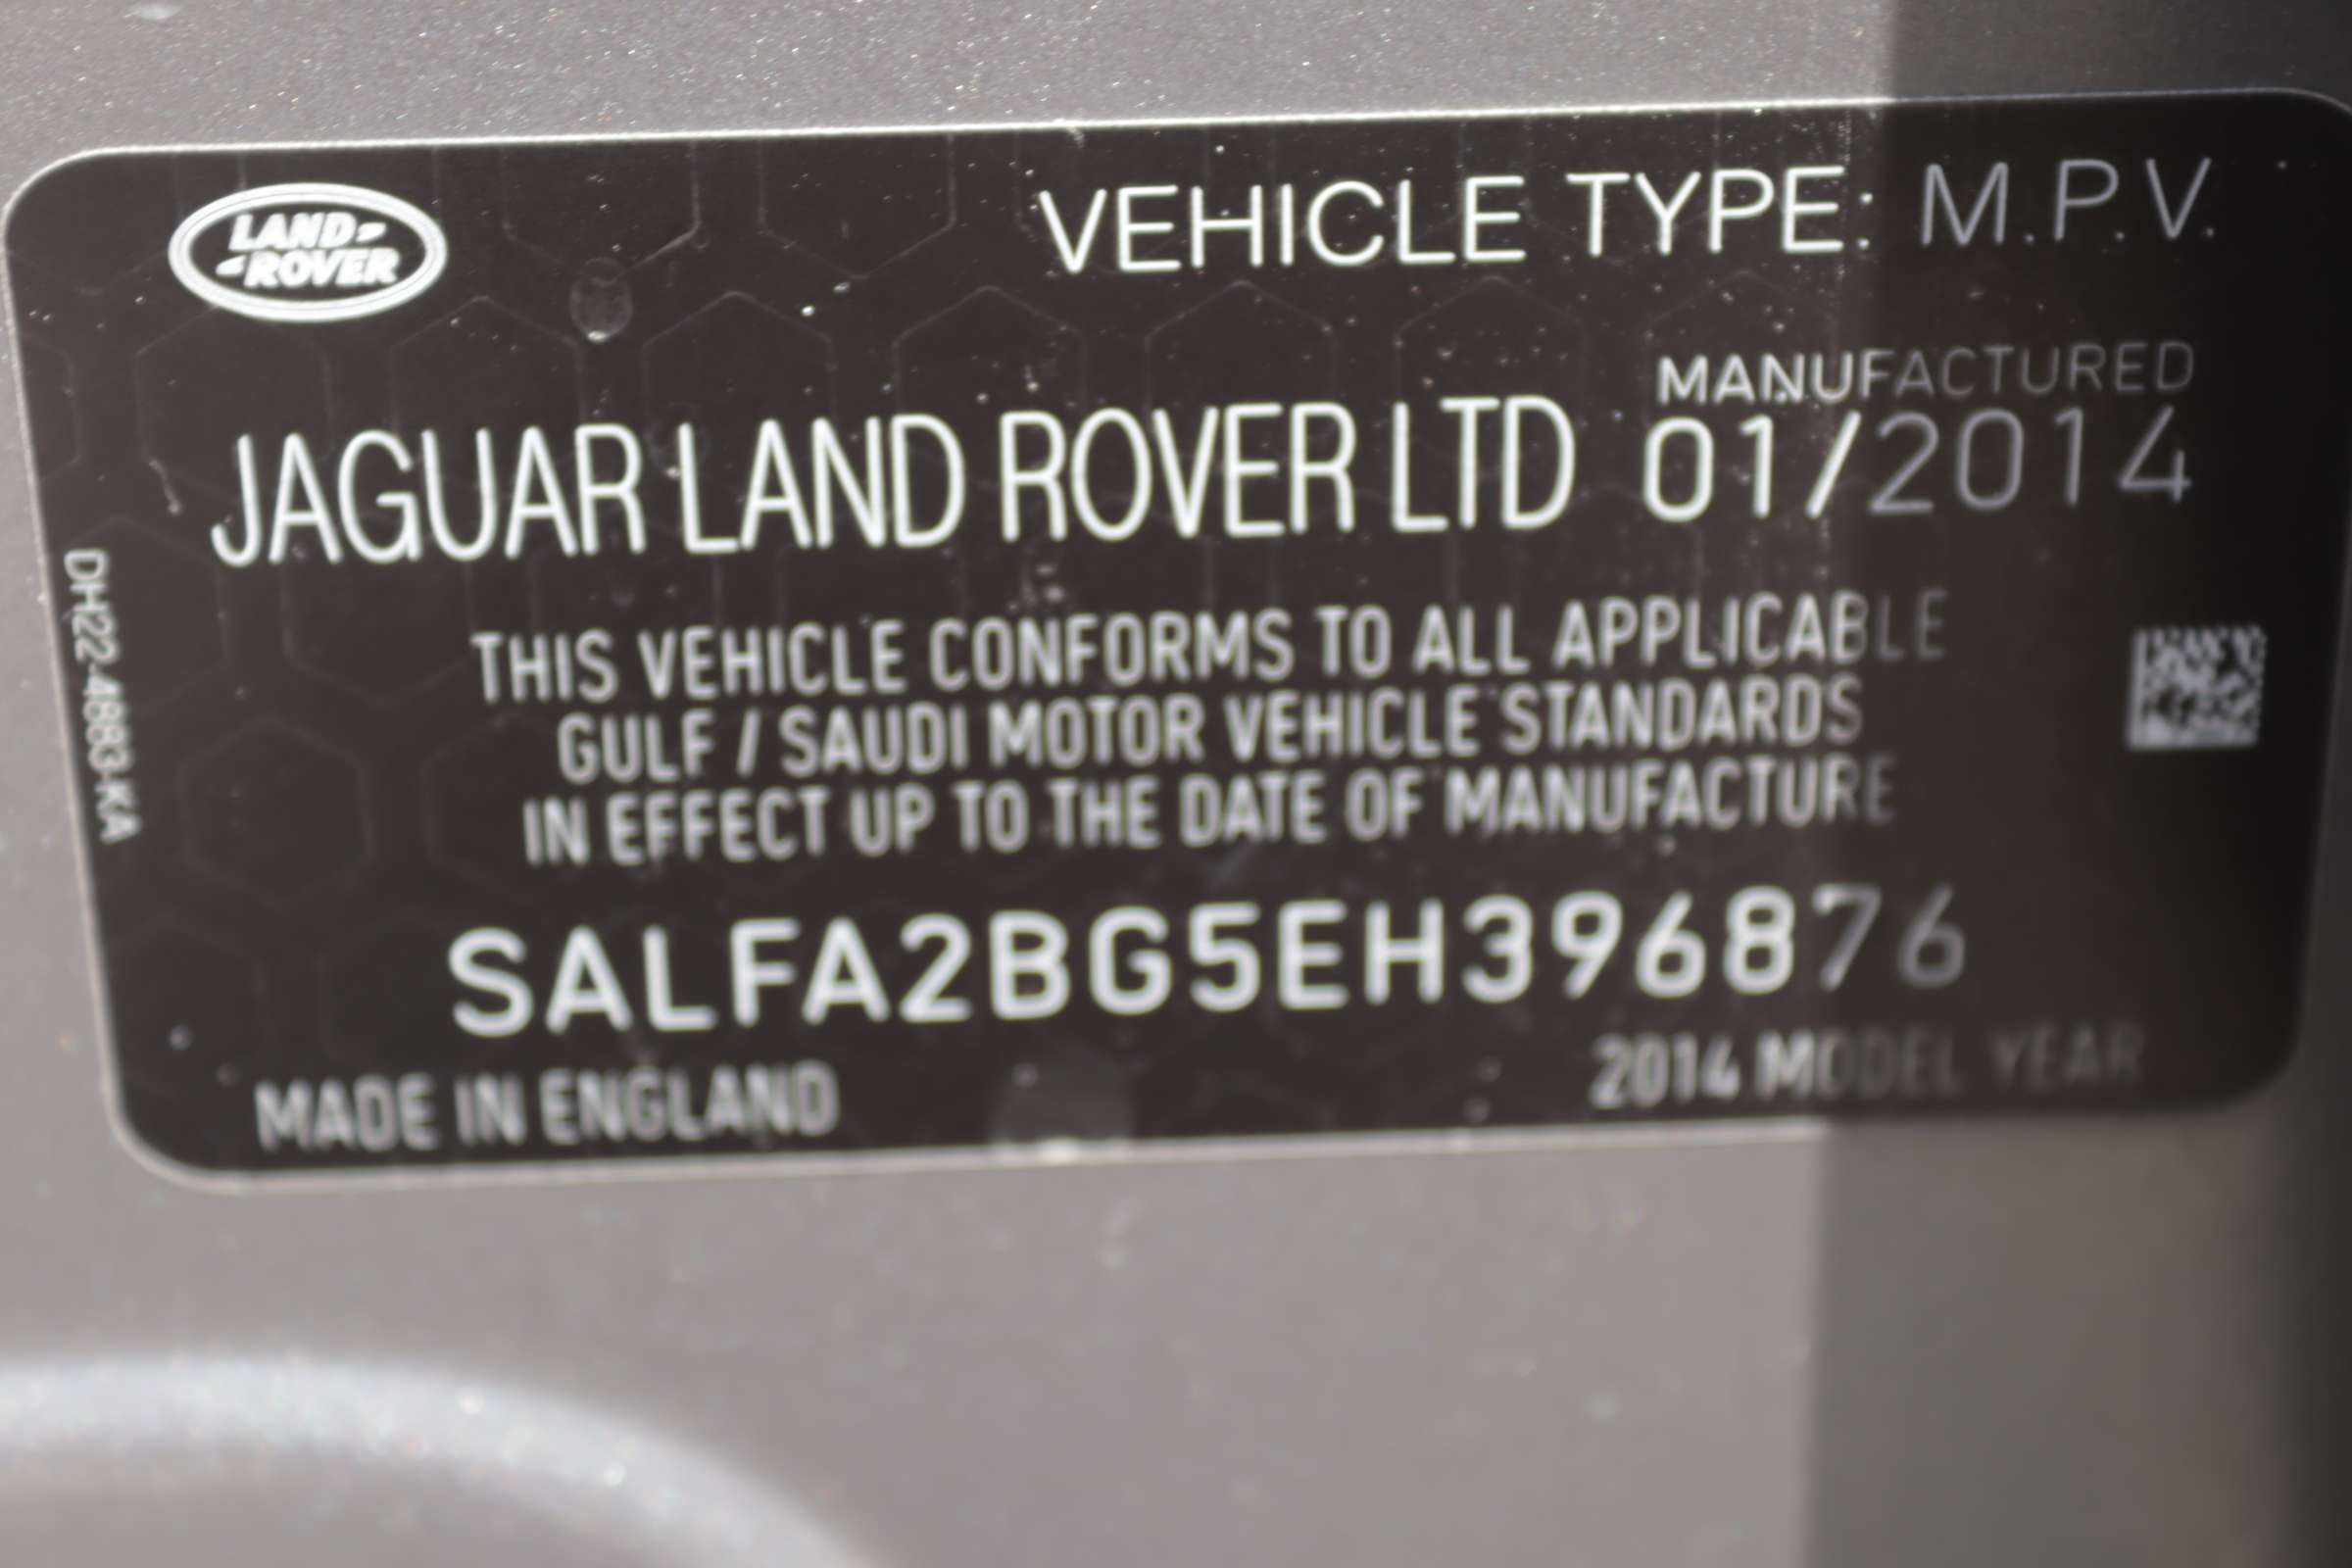 LAND ROVER
VEHICLE TYPE: M.P.V.
MANUFACTURED
JAGUAR LAND ROVER LTD 01/2014
THIS VEHICLE CONFORMS TO ALL APPLICABLE
GULF / SAUDI MOTOR VEHICLE STANDARDS
IN EFFECT UP TO THE DATE OF MANUFACTURE
SALFA2BG5EH396876
MADE IN ENGLAND 2014 MODEL YEAR
DH22-4883-KA